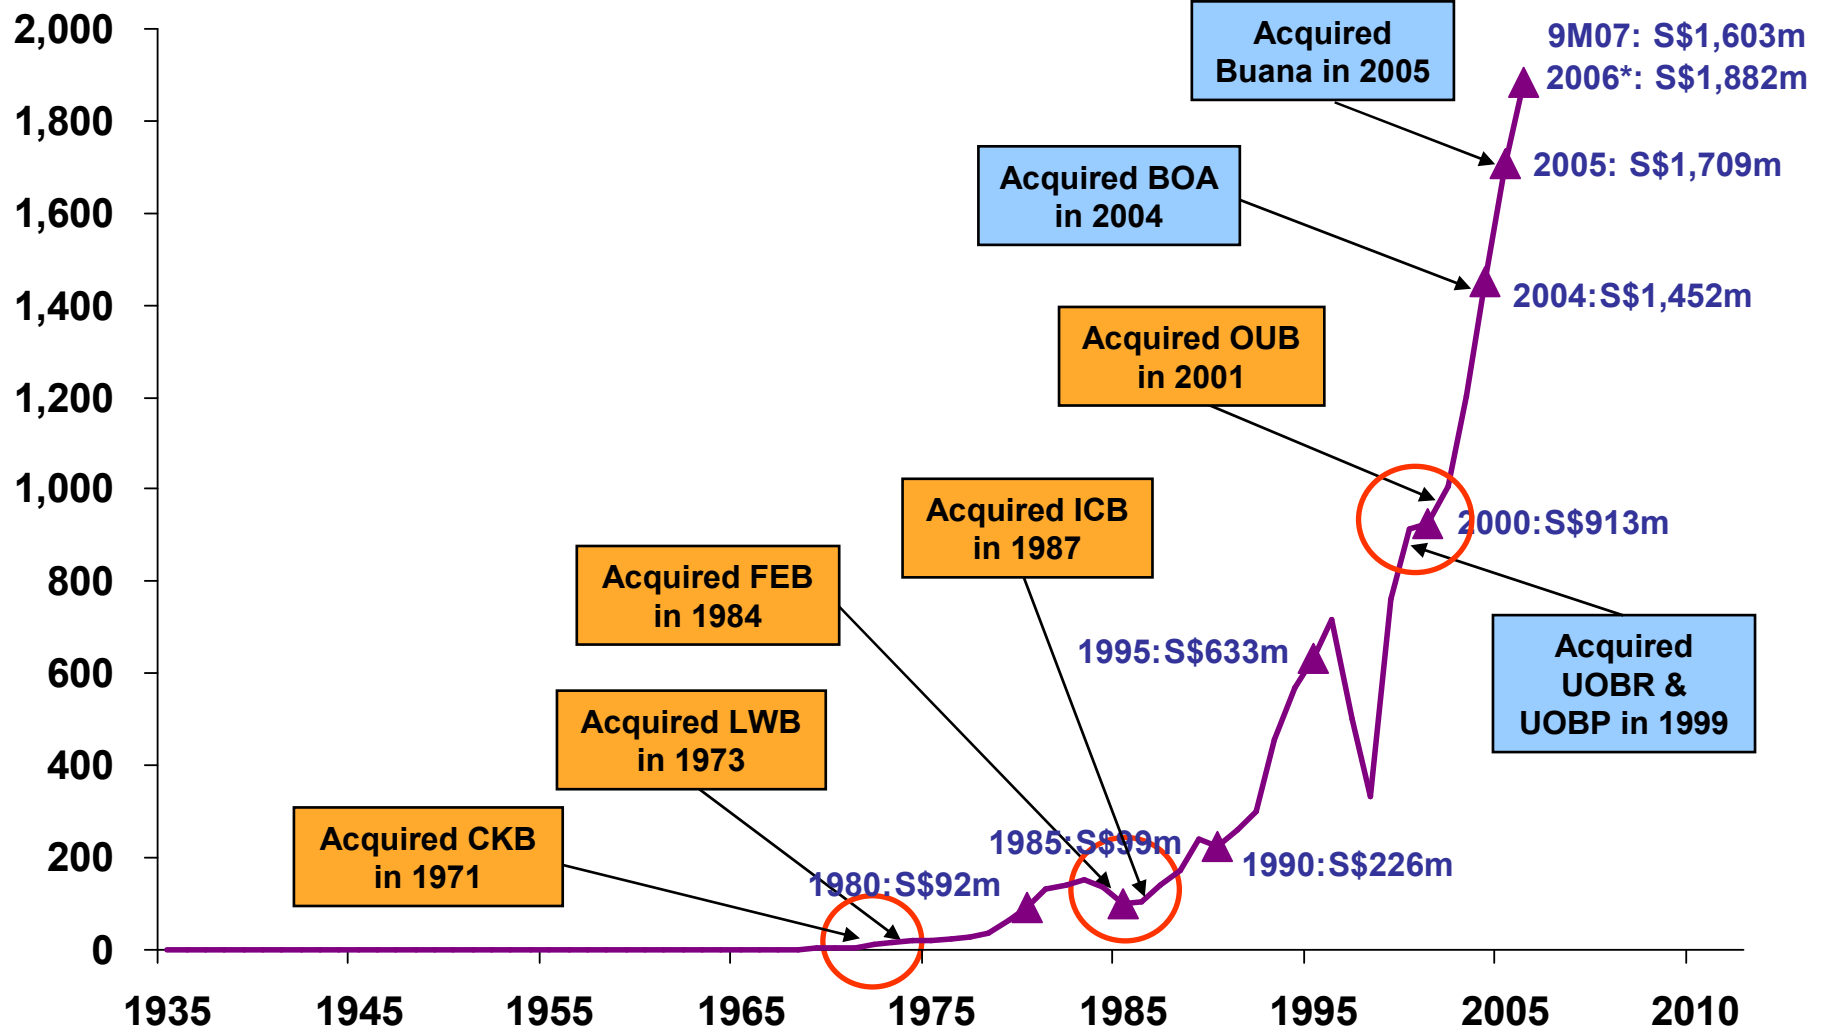 2,000
1,800
1,600
1,400
1,200
1,000
800
600
400
200
0
1935
1945
1955
1965
1975
1985
1995
2005
2010
Acquired CKB
in 1971
Acquired LWB
in 1973
Acquired FEB
in 1984
Acquired ICB
in 1987
Acquired OUB
in 2001
Acquired BOA
in 2004
Acquired
Buana in 2005
Acquired
UOBR &
UOBP in 1999
1980:S$92m
1985:S$99m
1990:S$226m
1995:S$633m
2000:S$913m
2004:S$1,452m
2005: S$1,709m
2006*: S$1,882m
9M07: S$1,603m